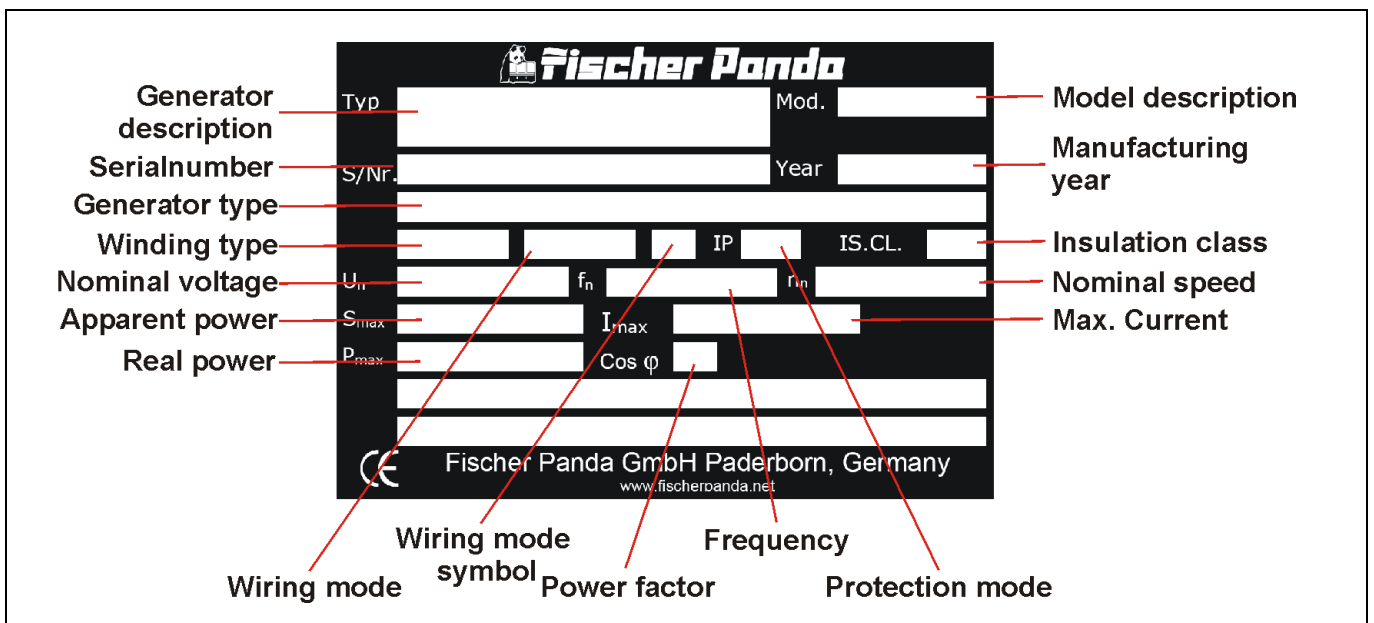 Fischer Panda
Generator description
Typ
Mod.
Model description
Serialnumber
S/Nr.
Year
Manufacturing year
Generator type
Winding type
IP
IS.CL.
Insulation class
Nominal voltage
Un
fn
nn
Nominal speed
Apparent power
Smax
Imax
Max. Current
Real power
Pmax
Cos φ
CE
Fischer Panda GmbH Paderborn, Germany
www.fischerpanda.net
Wiring mode symbol
Frequency
Wiring mode
Power factor
Protection mode